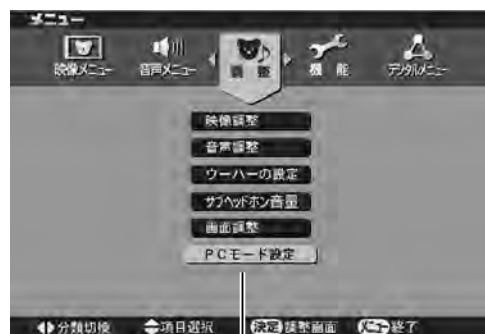 メニュー
映像メニュー 音声メニュー 調整 機能 デジタルメニュー
映像調整
音声調整
ウーハーの設定
サブヘッドホン音量
画面調整
PCモード設定
分類切換 項目選択 決定 調整画面 メニュー 終了